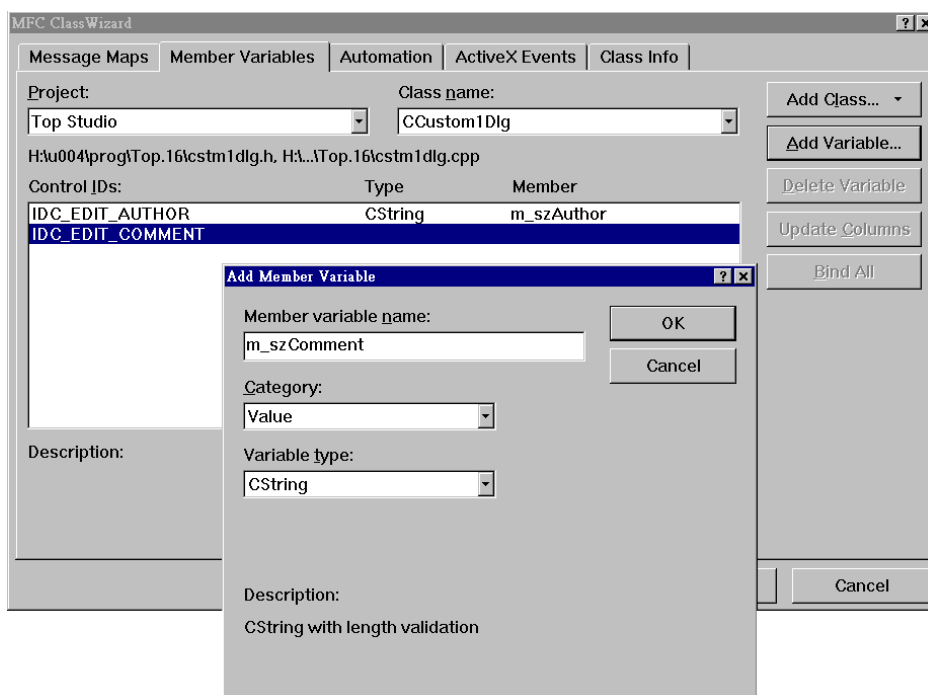 MFC ClassWizard
Message Maps Member Variables Automation ActiveX Events Class Info
Project: Class name:
Add Class...
Top Studio CCustom1Dlg
Add Variable...
H:\u004\prog\Top.16\cstm1dlg.h, H:\...\Top.16\cstm1dlg.cpp
Control IDs: Type Member
Delete Variable
IDC_EDIT_AUTHOR CString m_szAuthor
IDC_EDIT_COMMENT
Update Columns
Bind All
Add Member Variable
Member variable name:
OK
m_szComment
Cancel
Category:
Value
Description:
Variable type:
CString
Cancel
Description:
CString with length validation